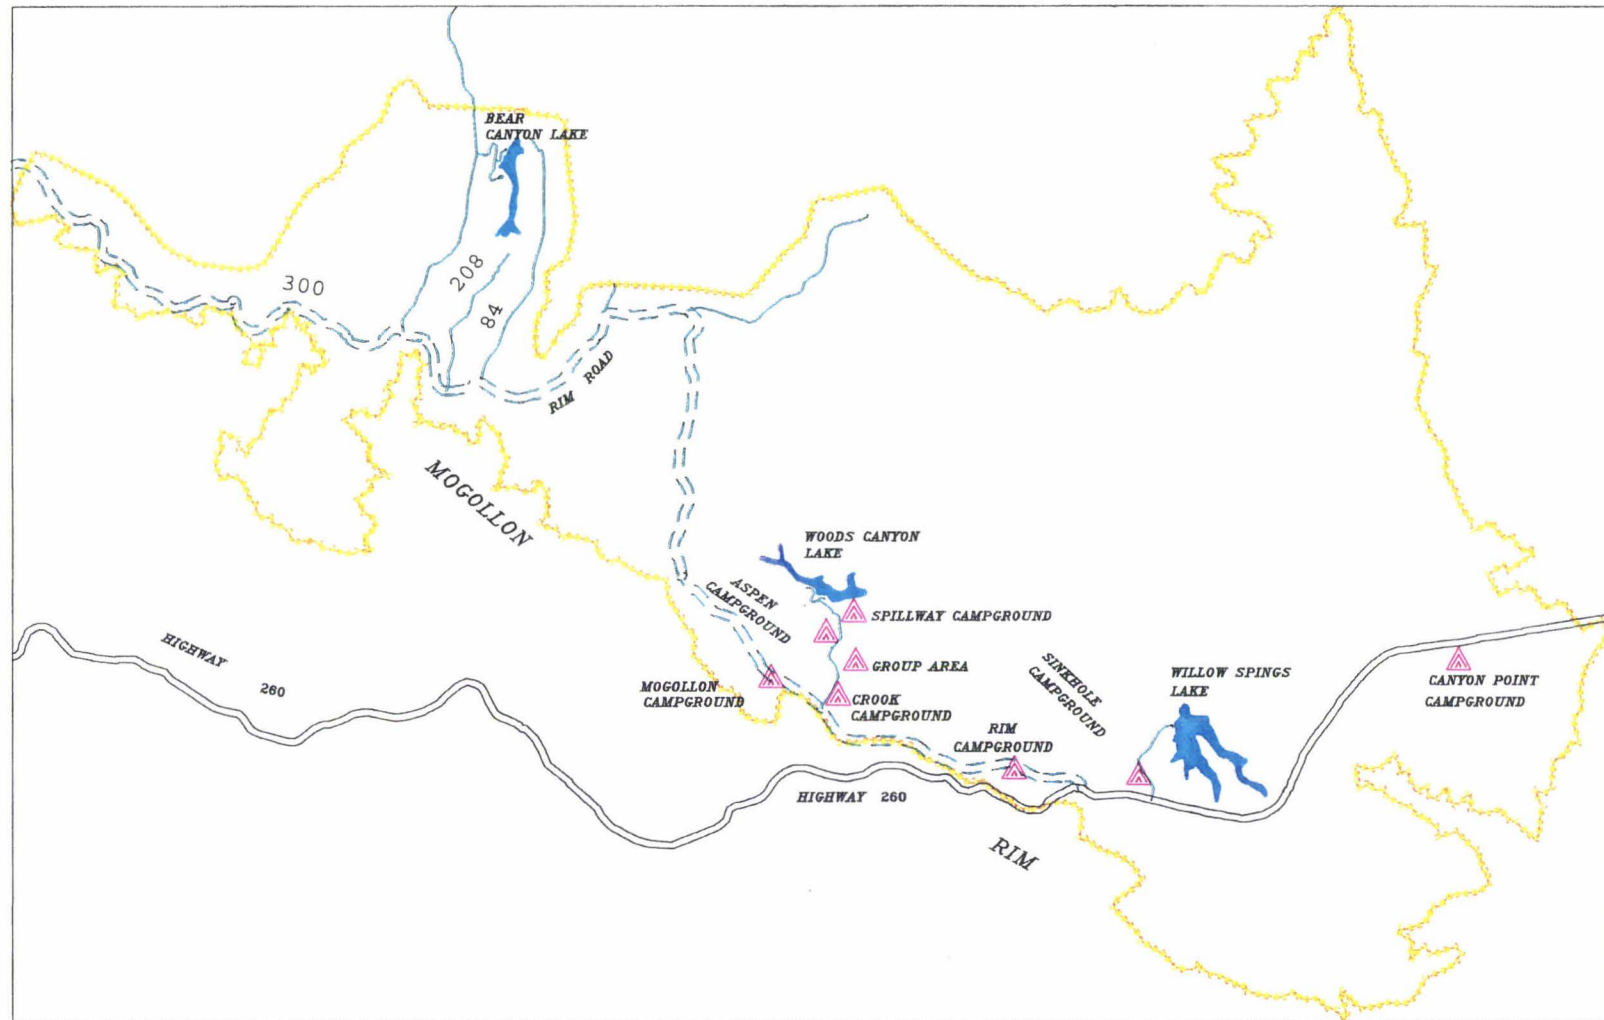 BEAR
CANYON LAKE
300
208
84
RIM ROAD
MOGOLLON
WOODS CANYON
LAKE
ASPEN
CAMPGROUND
SPILLWAY CAMPGROUND
GROUP AREA
MOGOLLON
CAMPGROUND
CROOK
CAMPGROUND
SINKHOLE
CAMPGROUND
WILLOW SPINGS
LAKE
CANYON POINT
CAMPGROUND
HIGHWAY 260
RIM
CAMPGROUND
HIGHWAY 260
RIM